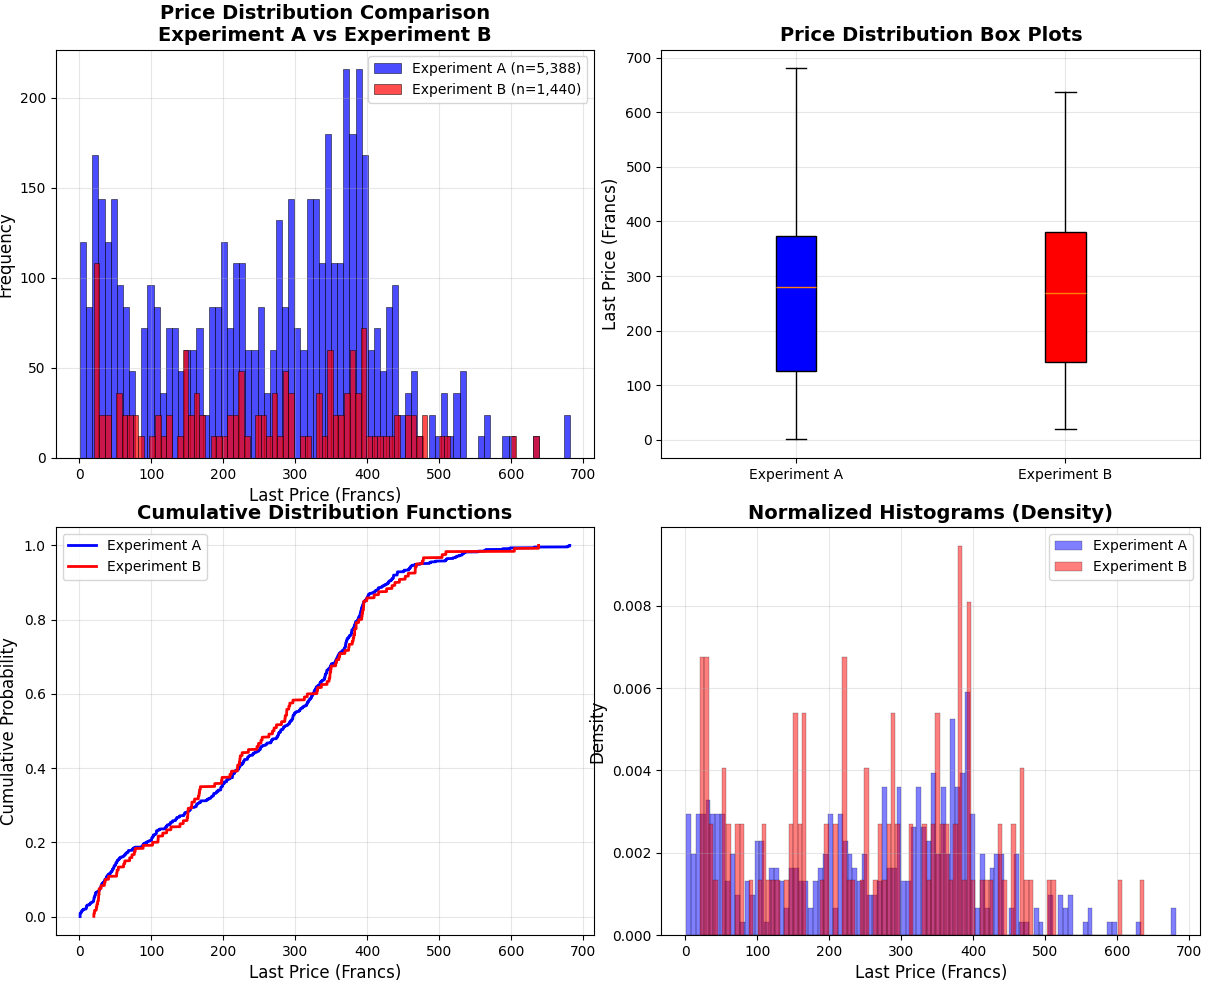 Price Distribution Comparison
Experiment A vs Experiment B
Experiment A (n=5,388)
Experiment B (n=1,440)
Frequency
200
150
100
50
0
0 100 200 300 400 500 600 700
Last Price (Francs)
Price Distribution Box Plots
Last Price (Francs)
700
600
500
400
300
200
100
0
Experiment A Experiment B
Cumulative Distribution Functions
Experiment A
Experiment B
Cumulative Probability
1.0
0.8
0.6
0.4
0.2
0.0
0 100 200 300 400 500 600 700
Last Price (Francs)
Normalized Histograms (Density)
Experiment A
Experiment B
Density
0.008
0.006
0.004
0.002
0.000
0 100 200 300 400 500 600 700
Last Price (Francs)